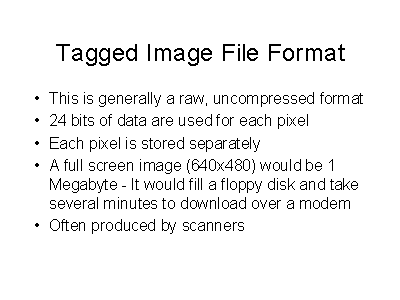 Tagged Image File Format
• This is generally a raw, uncompressed format
• 24 bits of data are used for each pixel
• Each pixel is stored separately
• A full screen image (640x480) would be 1
Megabyte - It would fill a floppy disk and take
several minutes to download over a modem
• Often produced by scanners